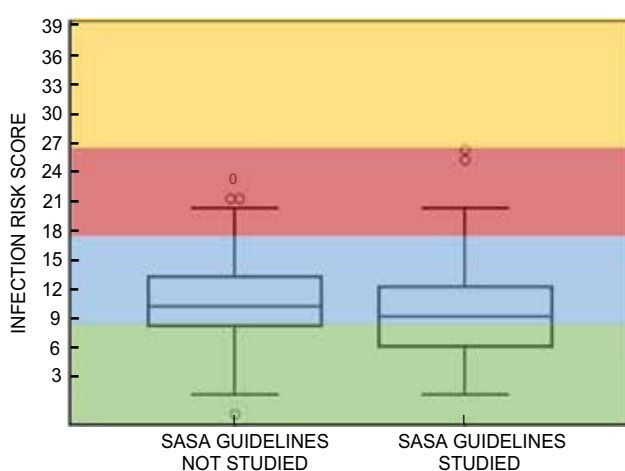 39
36
33
30
27
24
21
18
15
12
9
6
3
INFECTION RISK SCORE
0
SASA GUIDELINES
NOT STUDIED
SASA GUIDELINES
STUDIED